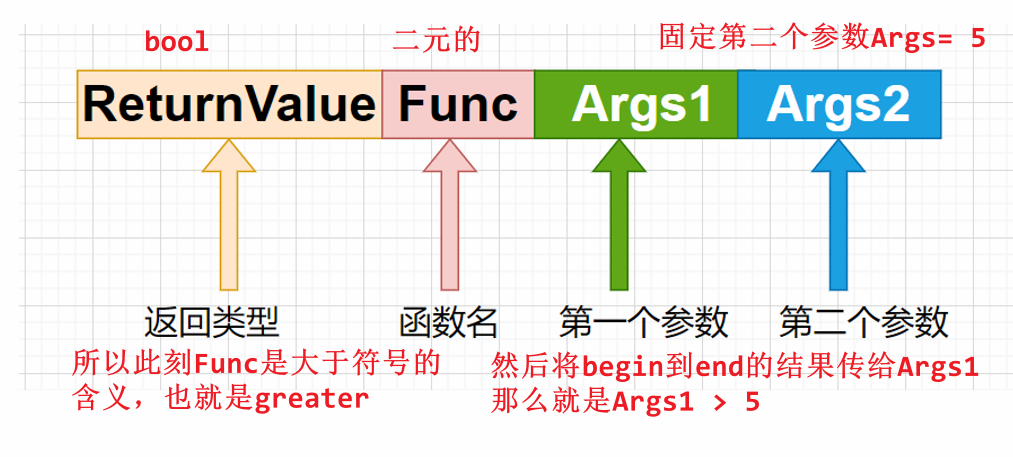 bool
二元的
固定第二个参数Args= 5
ReturnValue
Func
Args1
Args2
返回类型
函数名
第一个参数
第二个参数
所以此刻Func是大于符号的
含义，也就是greater
然后将begin到end的结果传给Args1
那么就是Args1 > 5